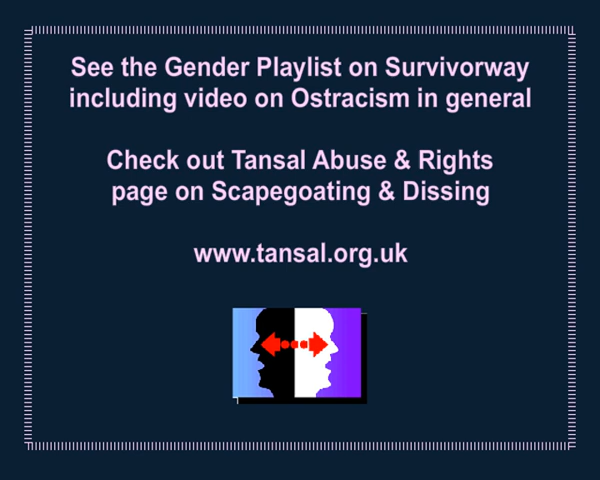 See the Gender Playlist on Survivorway
including video on Ostracism in general
Check out Tansal Abuse & Rights
page on Scapegoating & Dissing
www.tansal.org.uk